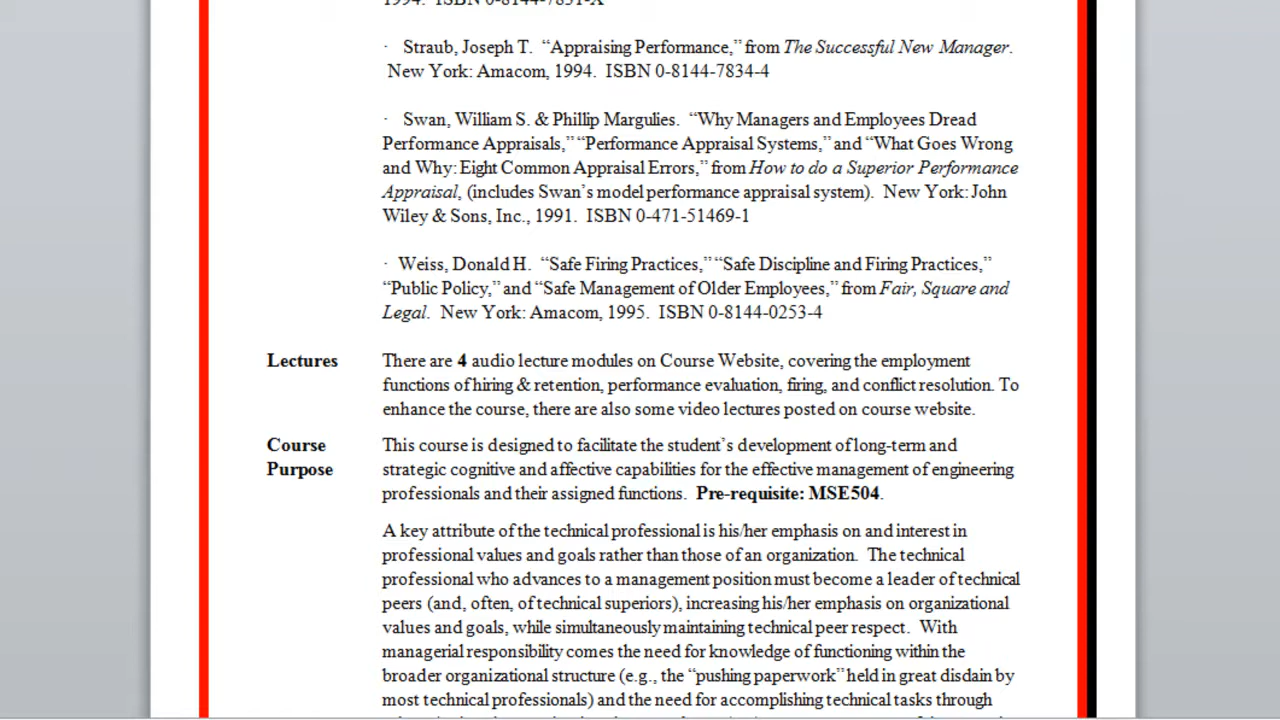 1994. ISBN 0-8144-7851-X
· Straub, Joseph T. “Appraising Performance,” from The Successful New Manager.
New York: Amacom, 1994. ISBN 0-8144-7834-4
· Swan, William S. & Phillip Margulies. “Why Managers and Employees Dread
Performance Appraisals,” “Performance Appraisal Systems,” and “What Goes Wrong
and Why: Eight Common Appraisal Errors,” from How to do a Superior Performance
Appraisal, (includes Swan’s model performance appraisal system). New York: John
Wiley & Sons, Inc., 1991. ISBN 0-471-51469-1
· Weiss, Donald H. “Safe Firing Practices,” “Safe Discipline and Firing Practices,”
“Public Policy,” and “Safe Management of Older Employees,” from Fair, Square and
Legal. New York: Amacom, 1995. ISBN 0-8144-0253-4
Lectures There are 4 audio lecture modules on Course Website, covering the employment
functions of hiring & retention, performance evaluation, firing, and conflict resolution. To
enhance the course, there are also some video lectures posted on course website.
Course This course is designed to facilitate the student’s development of long-term and
Purpose strategic cognitive and affective capabilities for the effective management of engineering
professionals and their assigned functions. Pre-requisite: MSE504.
A key attribute of the technical professional is his/her emphasis on and interest in
professional values and goals rather than those of an organization. The technical
professional who advances to a management position must become a leader of technical
peers (and, often, of technical superiors), increasing his/her emphasis on organizational
values and goals, while simultaneously maintaining technical peer respect. With
managerial responsibility comes the need for knowledge of functioning within the
broader organizational structure (e.g., the “pushing paperwork” held in great disdain by
most technical professionals) and the need for accomplishing technical tasks through